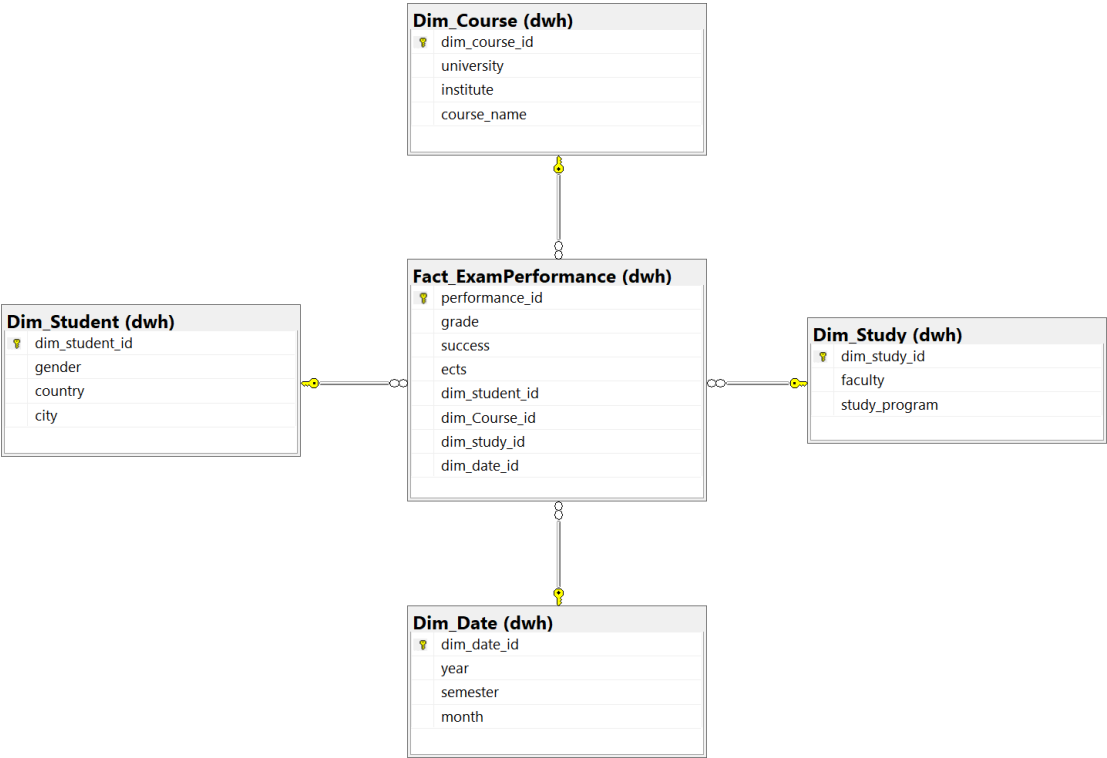 Dim_Course (dwh)
dim_course_id
university
institute
course_name
Fact_ExamPerformance (dwh)
performance_id
grade
success
ects
dim_student_id
dim_Course_id
dim_study_id
dim_date_id
Dim_Student (dwh)
dim_student_id
gender
country
city
Dim_Study (dwh)
dim_study_id
faculty
study_program
Dim_Date (dwh)
dim_date_id
year
semester
month